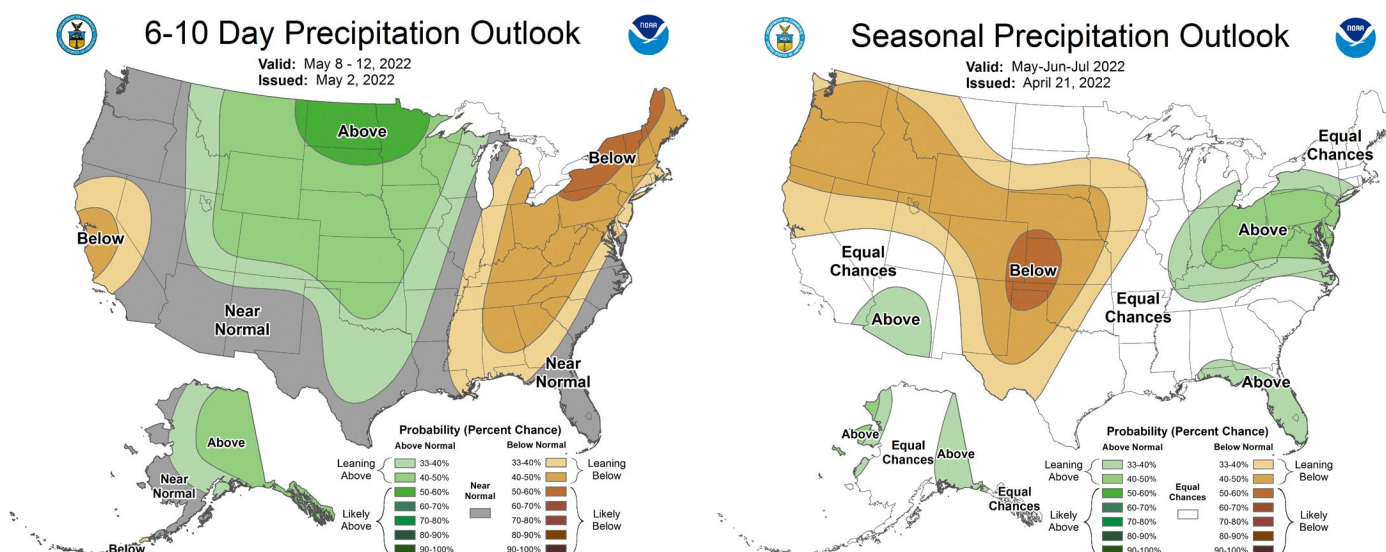 6-10 Day Precipitation Outlook
NOAA
Valid: May 8 - 12, 2022
Issued: May 2, 2022
Above
Below
Below
Near
Normal
Near
Normal
Above
Near
Normal
Below
Probability (Percent Chance)
Above Normal
Below Normal
Leaning
Above
33-40%
40-50%
Likely
Above
50-60%
60-70%
70-80%
80-90%
90-100%
Near
Normal
33-40%
40-50%
Leaning
Below
50-60%
60-70%
70-80%
80-90%
90-100%
Likely
Below
Seasonal Precipitation Outlook
NOAA
Valid: May-Jun-Jul 2022
Issued: April 21, 2022
Equal
Chances
Above
Equal
Chances
Below
Equal
Chances
Above
Above
Above
Equal
Chances
Above
Equal
Chances
Probability (Percent Chance)
Above Normal
Below Normal
Leaning
Above
33-40%
40-50%
Likely
Above
50-60%
60-70%
70-80%
80-90%
90-100%
Equal
Chances
33-40%
40-50%
Leaning
Below
50-60%
60-70%
70-80%
80-90%
90-100%
Likely
Below